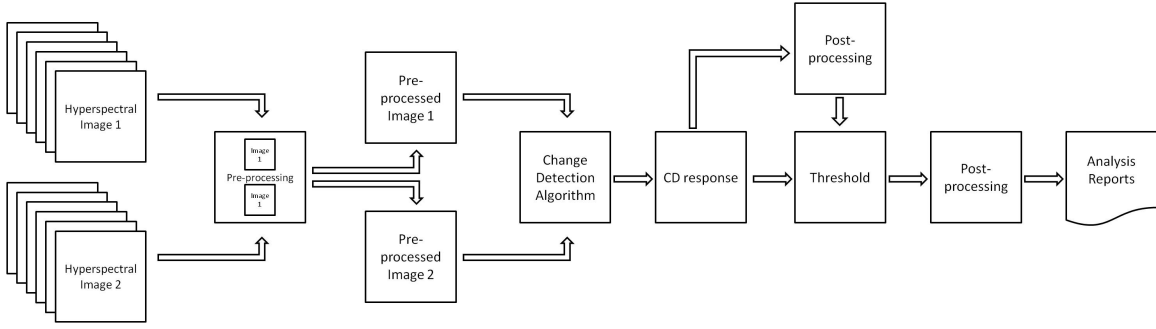 Hyperspectral
Image 1
Hyperspectral
Image 2
Image
1
Pre-processing
Image
1
Pre-
processed
Image 1
Pre-
processed
Image 2
Change
Detection
Algorithm
CD response
Post-
processing
Threshold
Post-
processing
Analysis
Reports